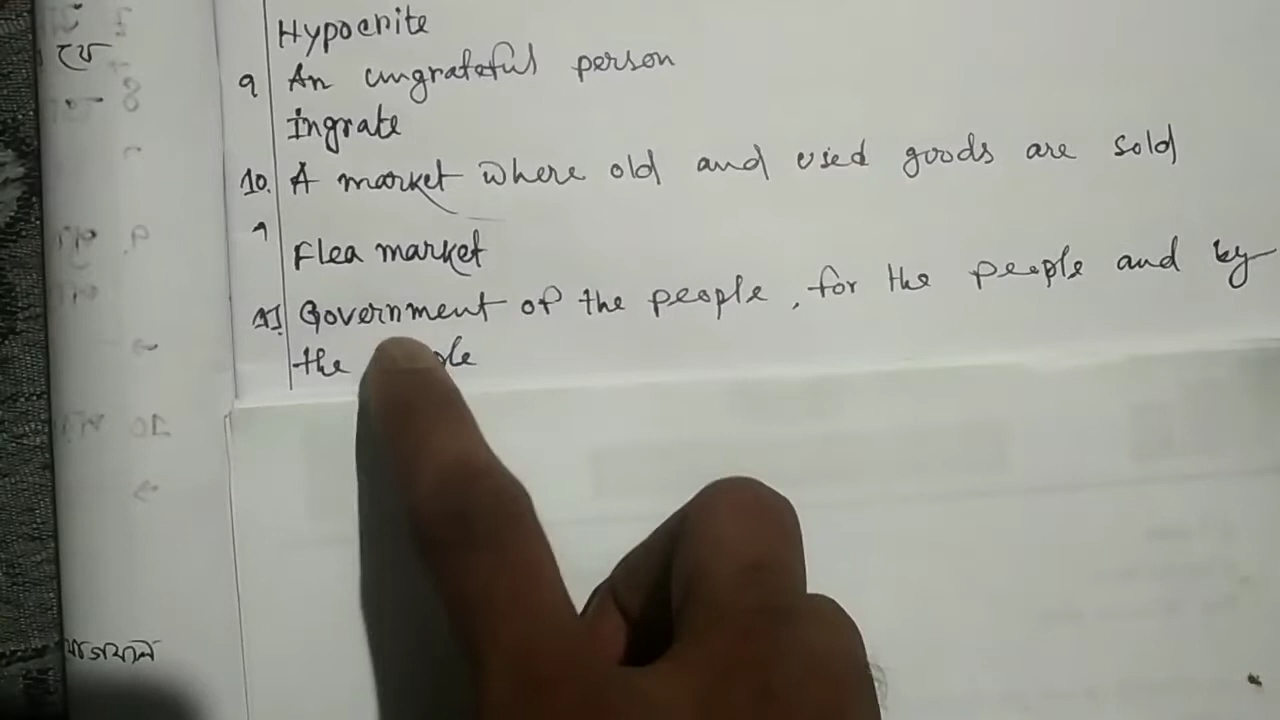 Hypocrite
9 An ungrateful person
Ingrate
10. A market where old and used goods are sold
Flea market
11 Government of the people, for the people and by
the